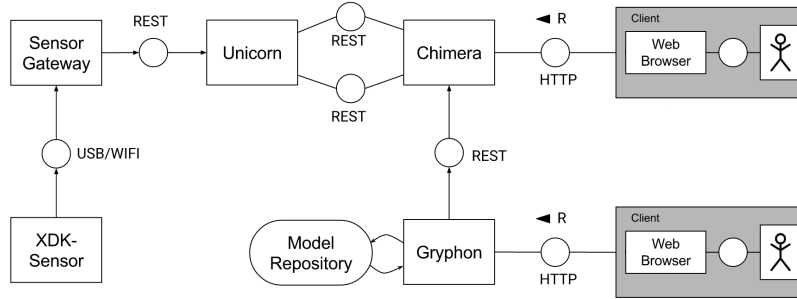 REST
Sensor
Gateway
Unicorn
REST
REST
Chimera
◄ R
HTTP
Client
Web
Browser
USB/WIFI
REST
XDK-
Sensor
Model
Repository
Gryphon
◄ R
HTTP
Client
Web
Browser